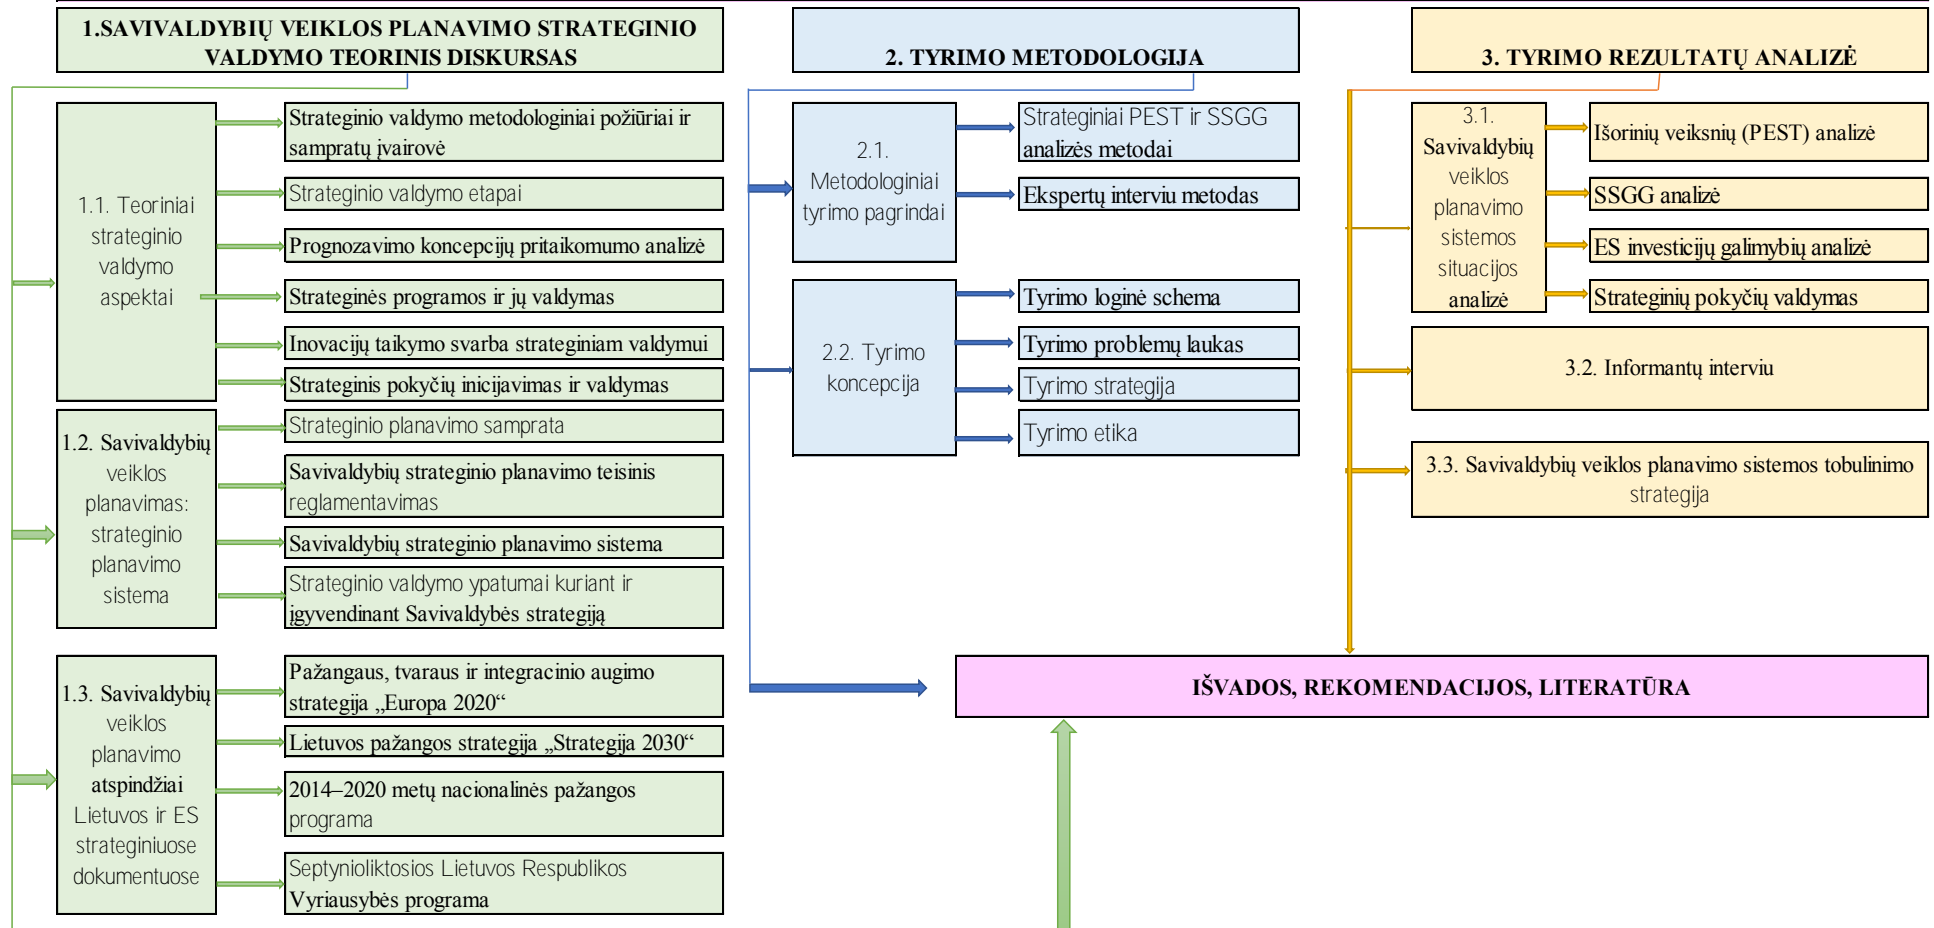 1.SAVIVALDYBIŲ VEIKLOS PLANAVIMO STRATEGINIO
VALDYMO TEORINIS DISKURSAS
1.1. Teoriniai
strateginio
valdymo
aspektai
Strateginio valdymo metodologiniai požiūriai ir
sampratų įvairovė
Strateginio valdymo etapai
Prognozavimo koncepcijų pritaikomumo analizė
Strateginės programos ir jų valdymas
Inovacijų taikymo svarba strateginiam valdymui
Strateginis pokyčių inicijavimas ir valdymas
1.2. Savivaldybių
veiklos
planavimas:
strateginio
planavimo
sistema
Strateginio planavimo samprata
Savivaldybių strateginio planavimo teisinis
reglamentavimas
Savivaldybių strateginio planavimo sistema
Strateginio valdymo ypatumai kuriant ir
įgyvendinant Savivaldybės strategiją
1.3. Savivaldybių
veiklos
planavimo
atspindžiai
Lietuvos ir ES
strateginiuose
dokumentuose
Pažangaus, tvaraus ir integracinio augimo
strategija „Europa 2020“
Lietuvos pažangos strategija „Strategija 2030“
2014–2020 metų nacionalinės pažangos
programa
Septynioliktosios Lietuvos Respublikos
Vyriausybės programa
2. TYRIMO METODOLOGIJA
2.1.
Metodologiniai
tyrimo pagrindai
Strateginiai PEST ir SSGG
analizės metodai
Ekspertų interviu metodas
2.2. Tyrimo
koncepcija
Tyrimo loginė schema
Tyrimo problemų laukas
Tyrimo strategija
Tyrimo etika
3. TYRIMO REZULTATŲ ANALIZĖ
3.1.
Savivaldybių
veiklos
planavimo
sistemos
situacijos
analizė
Išorinių veiksnių (PEST) analizė
SSGG analizė
ES investicijų galimybių analizė
Strateginių pokyčių valdymas
3.2. Informantų interviu
3.3. Savivaldybių veiklos planavimo sistemos tobulinimo
strategija
IŠVADOS, REKOMENDACIJOS, LITERATŪRA